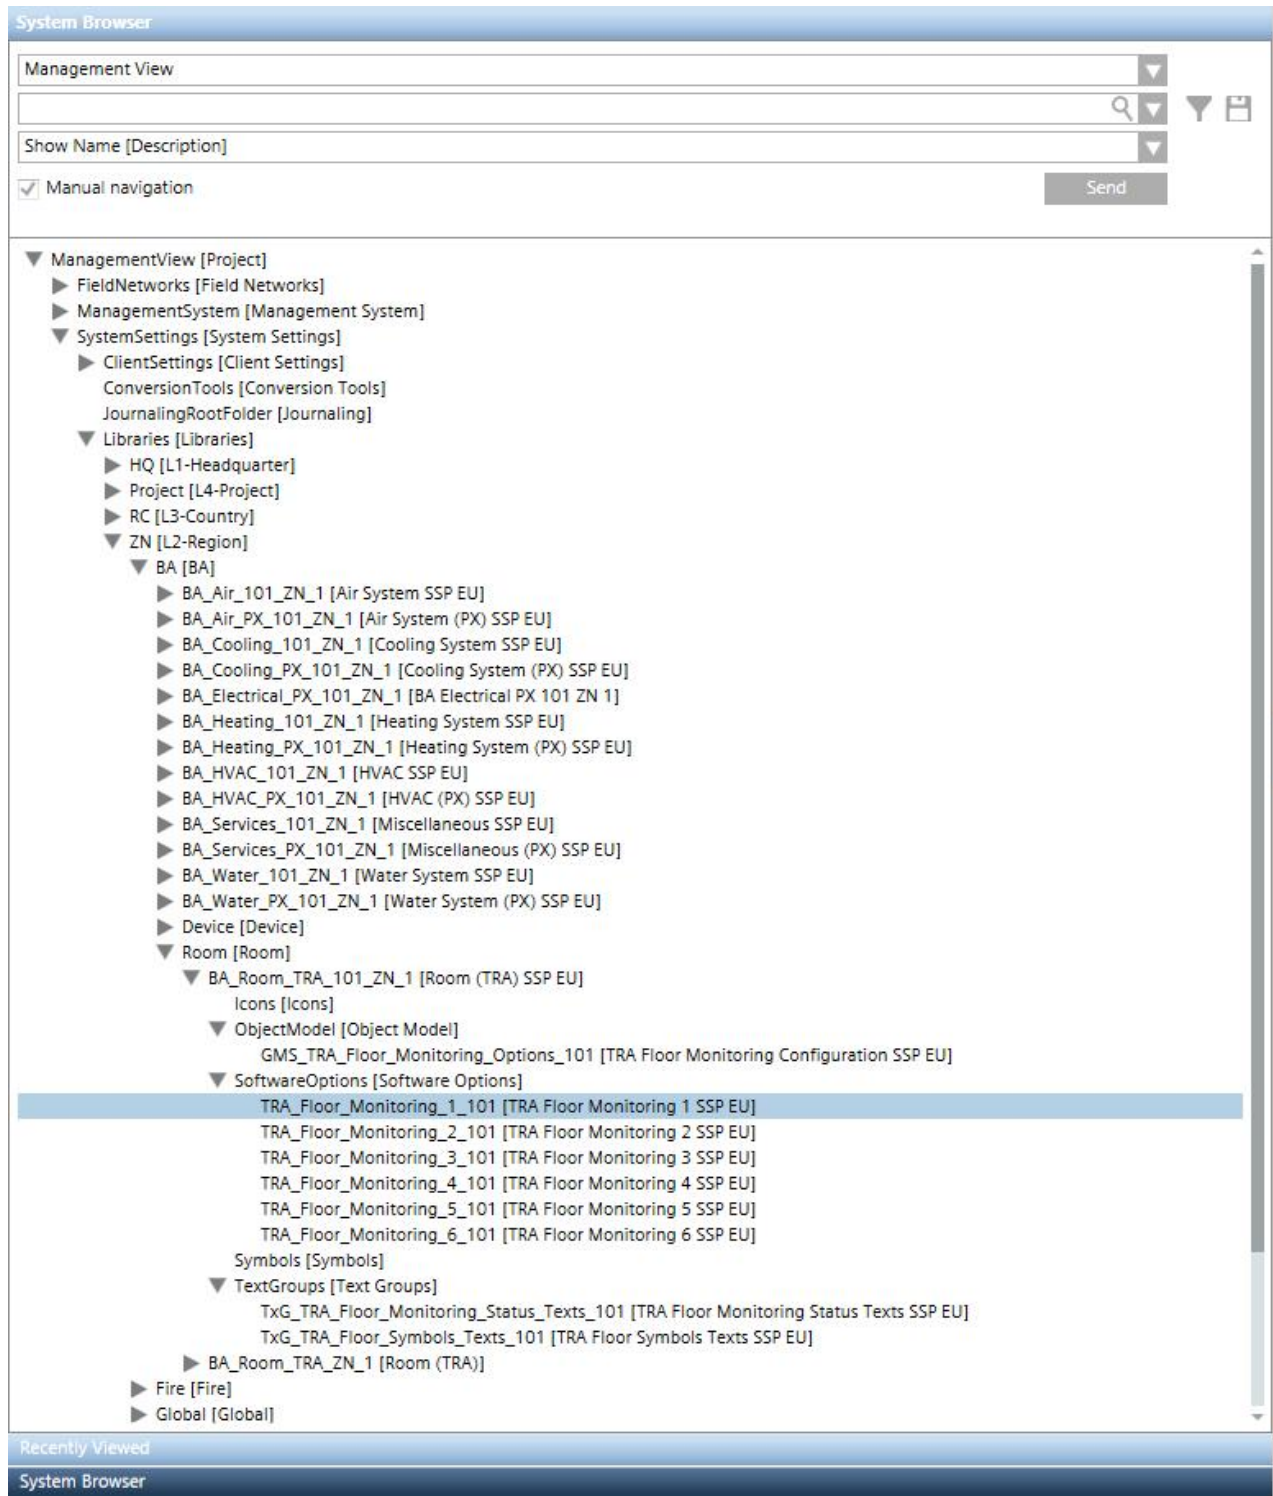 System Browser
Management View
Show Name [Description]
Manual navigation
Send
ManagementView [Project]
FieldNetworks [Field Networks]
ManagementSystem [Management System]
SystemSettings [System Settings]
ClientSettings [Client Settings]
ConversionTools [Conversion Tools]
JournalingRootFolder [Journaling]
Libraries [Libraries]
HQ [L1-Headquarter]
Project [L4-Project]
RC [L3-Country]
ZN [L2-Region]
BA [BA]
BA_Air_101_ZN_1 [Air System SSP EU]
BA_Air_PX_101_ZN_1 [Air System (PX) SSP EU]
BA_Cooling_101_ZN_1 [Cooling System SSP EU]
BA_Cooling_PX_101_ZN_1 [Cooling System (PX) SSP EU]
BA_Electrical_PX_101_ZN_1 [BA Electrical PX 101 ZN 1]
BA_Heating_101_ZN_1 [Heating System SSP EU]
BA_Heating_PX_101_ZN_1 [Heating System (PX) SSP EU]
BA_HVAC_101_ZN_1 [HVAC SSP EU]
BA_HVAC_PX_101_ZN_1 [HVAC (PX) SSP EU]
BA_Services_101_ZN_1 [Miscellaneous SSP EU]
BA_Services_PX_101_ZN_1 [Miscellaneous (PX) SSP EU]
BA_Water_101_ZN_1 [Water System SSP EU]
BA_Water_PX_101_ZN_1 [Water System (PX) SSP EU]
Device [Device]
Room [Room]
BA_Room_TRA_101_ZN_1 [Room (TRA) SSP EU]
Icons [Icons]
ObjectModel [Object Model]
GMS_TRA_Floor_Monitoring_Options_101 [TRA Floor Monitoring Configuration SSP EU]
SoftwareOptions [Software Options]
TRA_Floor_Monitoring_1_101 [TRA Floor Monitoring 1 SSP EU]
TRA_Floor_Monitoring_2_101 [TRA Floor Monitoring 2 SSP EU]
TRA_Floor_Monitoring_3_101 [TRA Floor Monitoring 3 SSP EU]
TRA_Floor_Monitoring_4_101 [TRA Floor Monitoring 4 SSP EU]
TRA_Floor_Monitoring_5_101 [TRA Floor Monitoring 5 SSP EU]
TRA_Floor_Monitoring_6_101 [TRA Floor Monitoring 6 SSP EU]
Symbols [Symbols]
TextGroups [Text Groups]
TxG_TRA_Floor_Monitoring_Status_Texts_101 [TRA Floor Monitoring Status Texts SSP EU]
TxG_TRA_Floor_Symbols_Texts_101 [TRA Floor Symbols Texts SSP EU]
BA_Room_TRA_ZN_1 [Room (TRA)]
Fire [Fire]
Global [Global]
Recently Viewed
System Browser